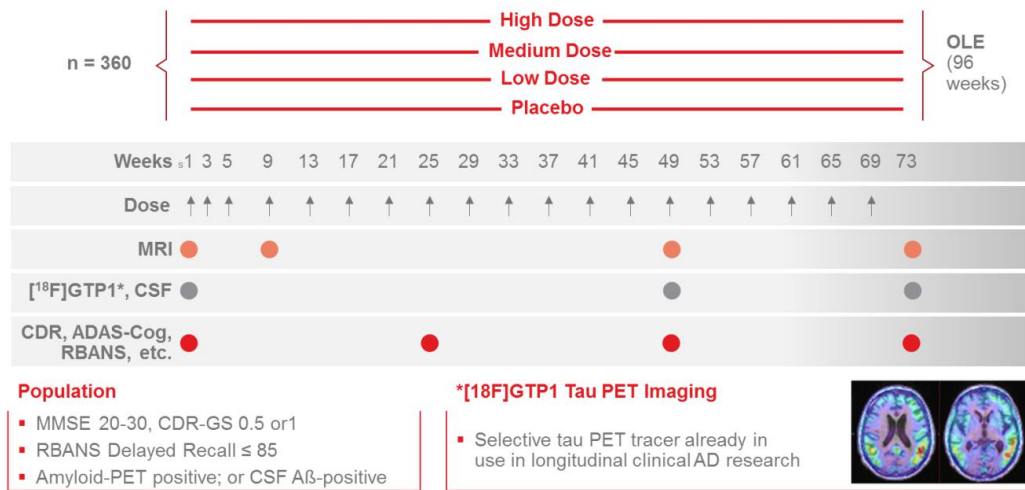 High Dose
Medium Dose
Low Dose
Placebo
n = 360
OLE
(96
weeks)
Weeks s1 3 5 9 13 17 21 25 29 33 37 41 45 49 53 57 61 65 69 73
Dose
MRI
[18F]GTP1*, CSF
CDR, ADAS-Cog,
RBANS, etc.
Population
▪ MMSE 20-30, CDR-GS 0.5 or1
▪ RBANS Delayed Recall ≤ 85
▪ Amyloid-PET positive; or CSF Aß-positive
*[18F]GTP1 Tau PET Imaging
▪ Selective tau PET tracer already in
use in longitudinal clinical AD research